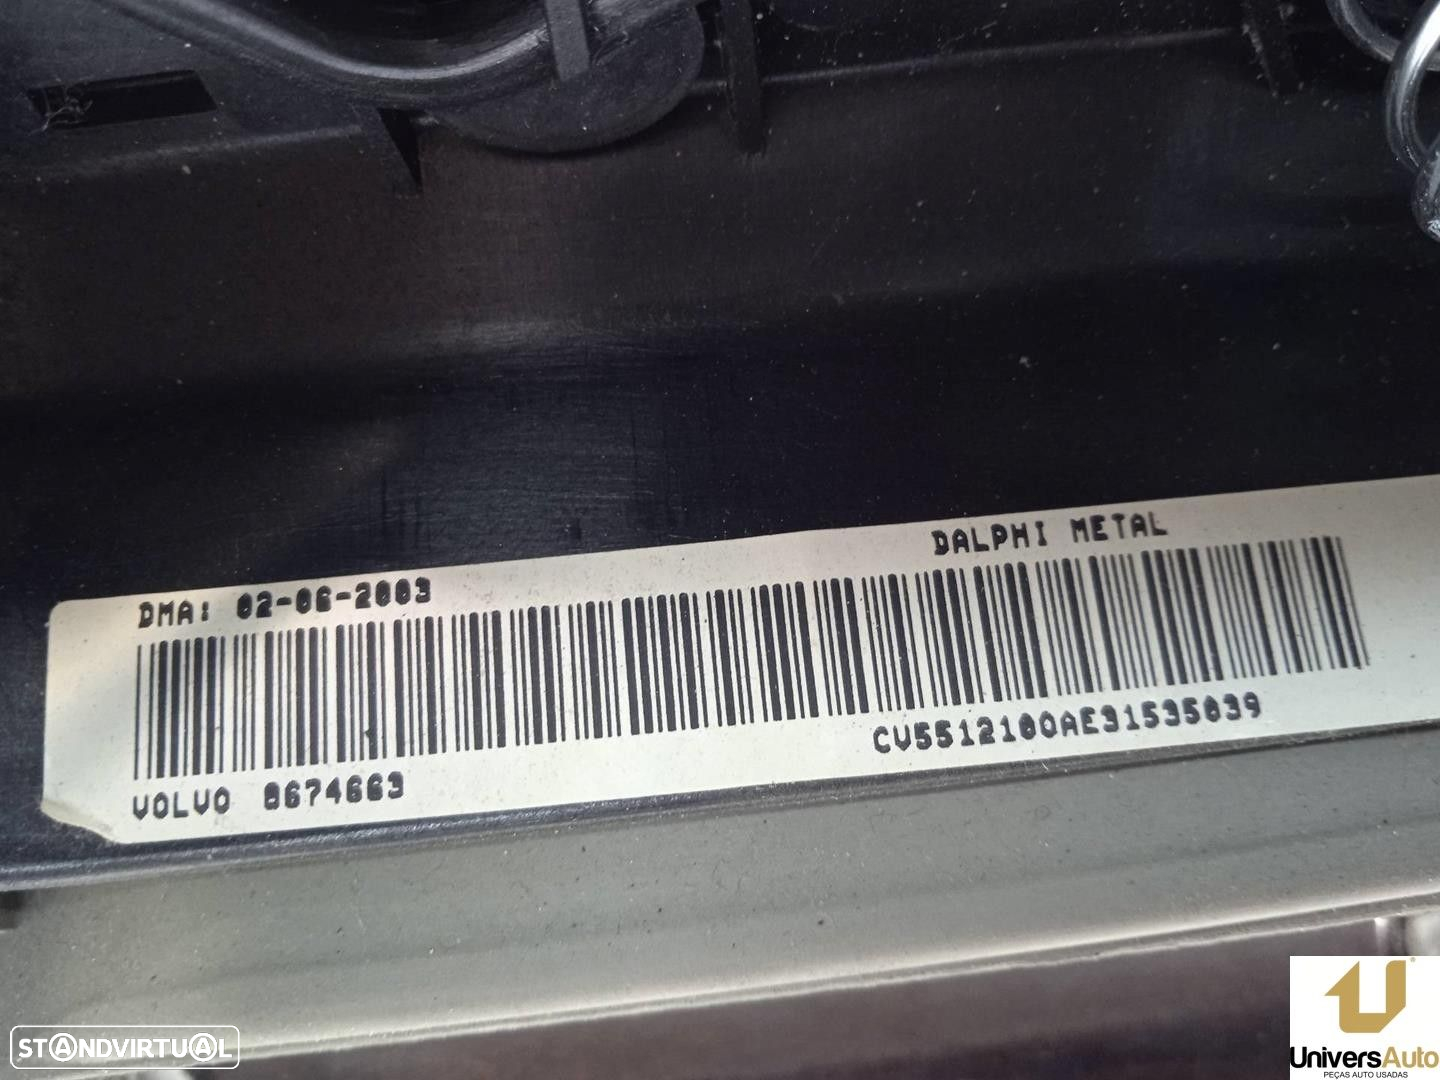 DALPHI METAL
DMA: 02-06-2003
CV5512100AE31535039
VOLVO 8674663
STANDVIRTUAL
UniversAuto
PEÇAS AUTO USADAS